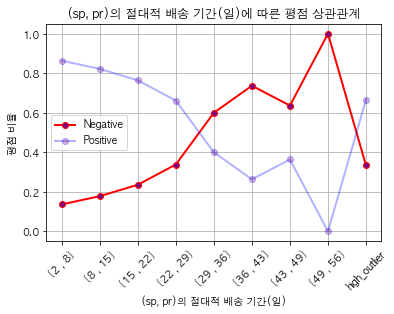 (sp, pr)의 절대적 배송 기간(일)에 따른 평점 상관관계
평점 비율
1.0
0.8
0.6
0.4
0.2
0.0
Negative
Positive
(2 , 8)
(8 , 15)
(15 , 22)
(22 , 29)
(29 , 36)
(36 , 43)
(43 , 49)
(49 , 56)
hgh_outlier
(sp, pr)의 절대적 배송 기간(일)